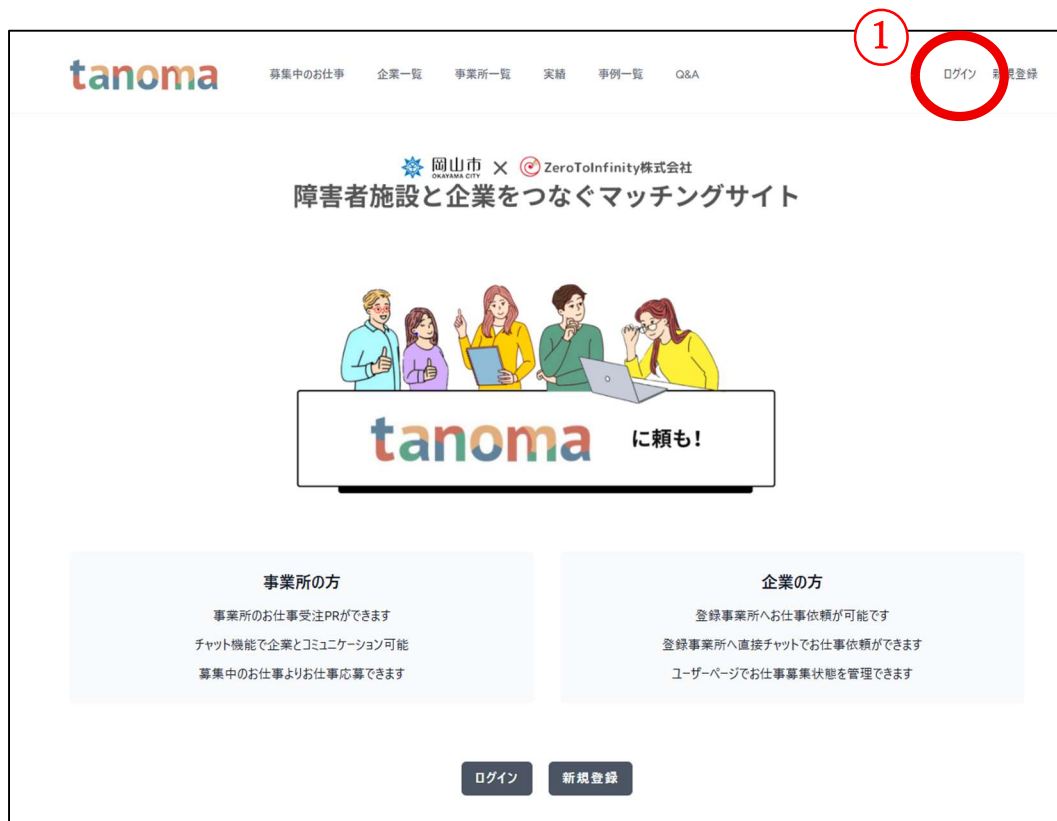 ①
tanoma 募集中のお仕事 企業一覧 事業所一覧 実績 事例一覧 Q&A ログイン 新規登録
岡山市 OKAYAMA CITY × ZeroToInfinity株式会社
障害者施設と企業をつなぐマッチングサイト
tanoma に頼も!
事業所の方
事業所のお仕事受注PRができます
チャット機能で企業とコミュニケーション可能
募集中のお仕事よりお仕事応募できます
企業の方
登録事業所へお仕事依頼が可能です
登録事業所へ直接チャットでお仕事依頼ができます
ユーザーページでお仕事募集状態を管理できます
ログイン 新規登録